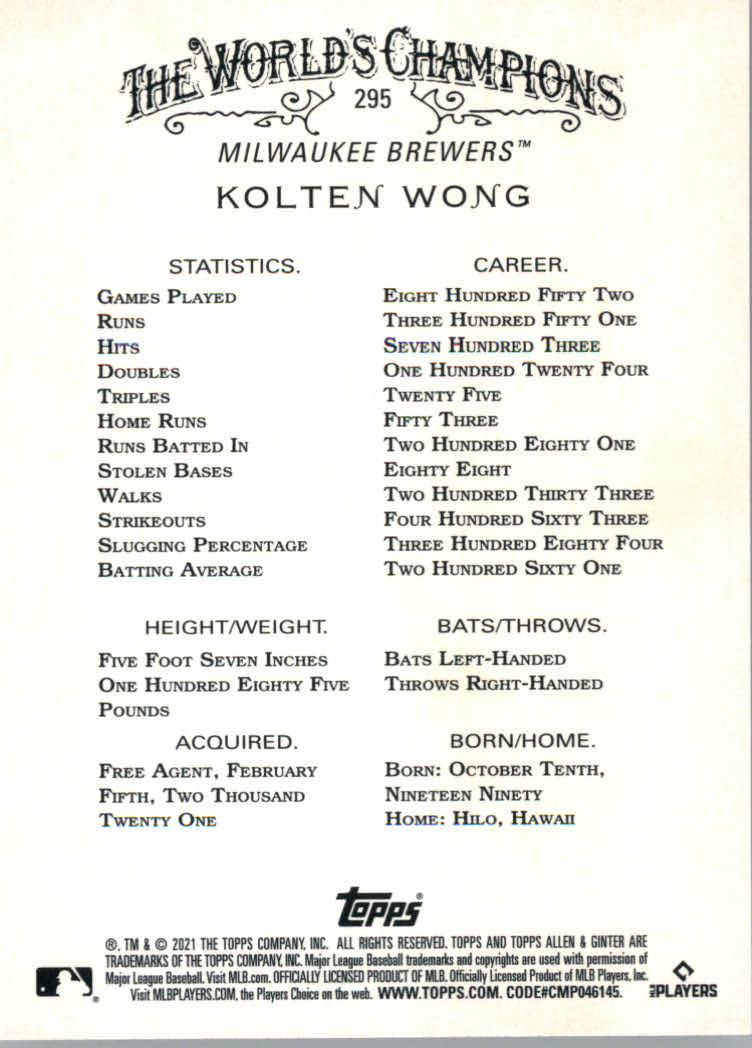 THE WORLD'S CHAMPIONS
295
MILWAUKEE BREWERS™
KOLTEN WONG
STATISTICS. CAREER.
GAMES PLAYED EIGHT HUNDRED FIFTY TWO
RUNS THREE HUNDRED FIFTY ONE
HITS SEVEN HUNDRED THREE
DOUBLES ONE HUNDRED TWENTY FOUR
TRIPLES TWENTY FIVE
HOME RUNS FIFTY THREE
RUNS BATTED IN TWO HUNDRED EIGHTY ONE
STOLEN BASES EIGHTY EIGHT
WALKS TWO HUNDRED THIRTY THREE
STRIKEOUTS FOUR HUNDRED SIXTY THREE
SLUGGING PERCENTAGE THREE HUNDRED EIGHTY FOUR
BATTING AVERAGE TWO HUNDRED SIXTY ONE
HEIGHT/WEIGHT.
FIVE FOOT SEVEN INCHES
ONE HUNDRED EIGHTY FIVE
POUNDS
BATS/THROWS.
BATS LEFT-HANDED
THROWS RIGHT-HANDED
ACQUIRED.
FREE AGENT, FEBRUARY
FIFTH, TWO THOUSAND
TWENTY ONE
BORN/HOME.
BORN: OCTOBER TENTH,
NINETEEN NINETY
HOME: HILO, HAWAII
topps®
®, TM & © 2021 THE TOPPS COMPANY, INC. ALL RIGHTS RESERVED. TOPPS AND TOPPS ALLEN & GINTER ARE
TRADEMARKS OF THE TOPPS COMPANY, INC. Major League Baseball trademarks and copyrights are used with permission of
Major League Baseball. Visit MLB.com. OFFICIALLY LICENSED PRODUCT OF MLB. Officially Licensed Product of MLB Players, Inc.
Visit MLBPLAYERS.COM, the Players Choice on the web. WWW.TOPPS.COM. CODE#CMP046145.
®
MLB PLAYERS